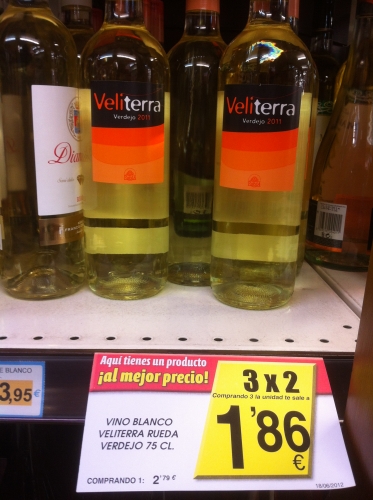 Veliterra
Verdejo 2011
Veliterra
Verdejo 2011
E BLANCO
3,95€
Aquí tienes un producto
¡al mejor precio!
3 x 2
Comprando 3 la unidad te sale a
1'86
€
VINO BLANCO
VELITERRA RUEDA
VERDEJO 75 CL.
COMPRANDO 1: 2'79 €
18/06/2012